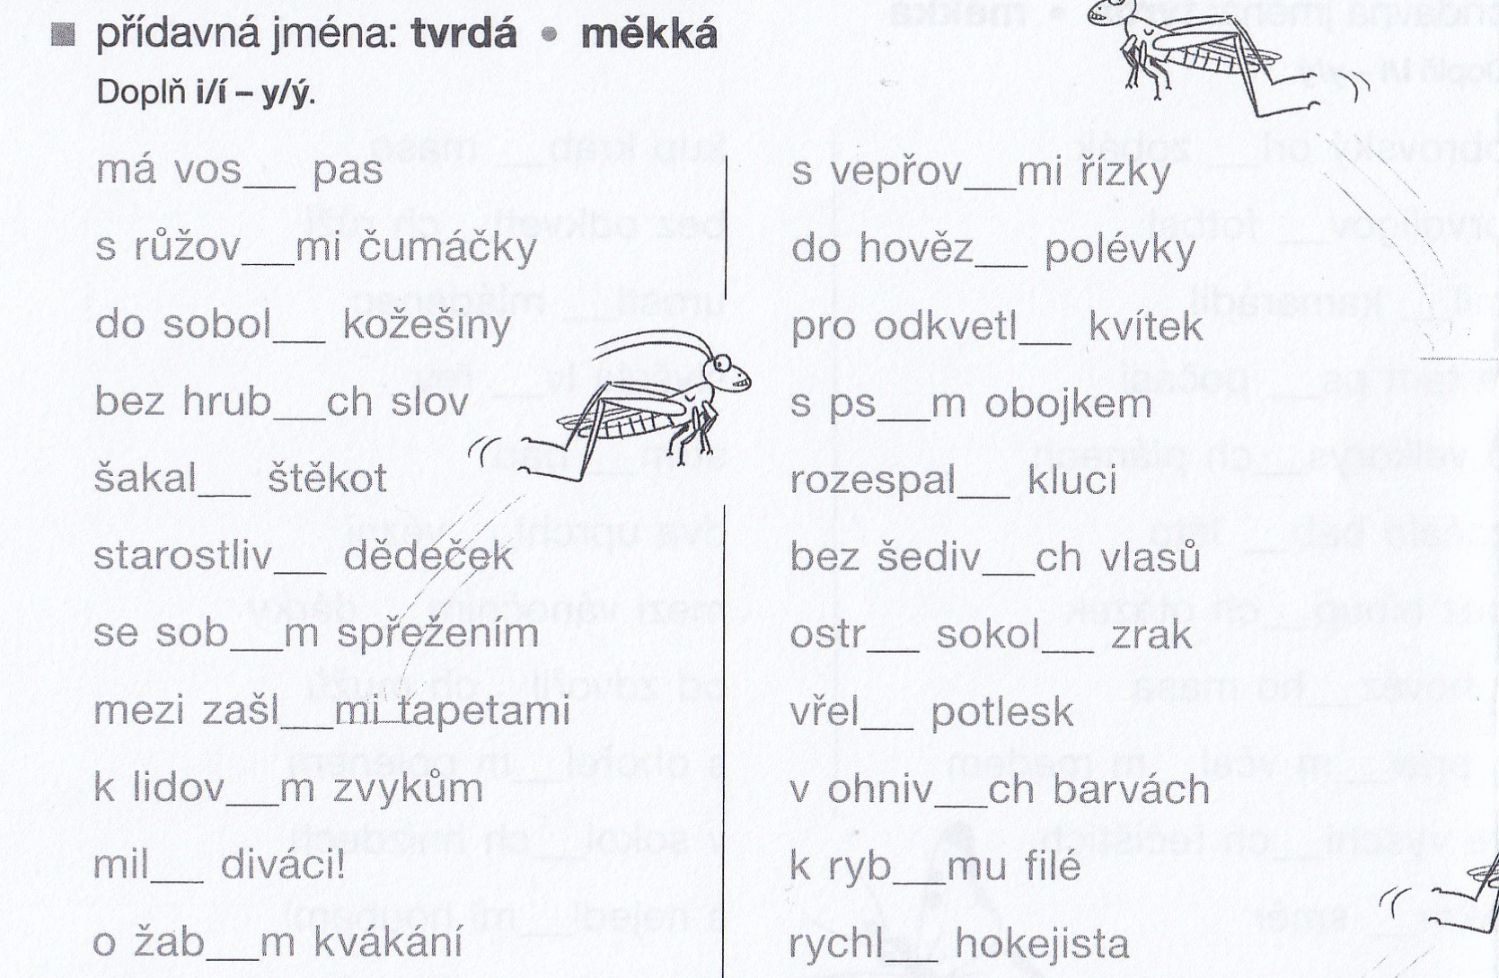 přídavná jména: tvrdá • měkká
Doplň i/í – y/ý.
má vos__ pas
s růžov__mi čumáčky
do sobol__ kožešiny
bez hrub__ch slov
šakal__ štěkot
starostliv__ dědeček
se sob__m spřežením
mezi zašl__mi tapetami
k lidov__m zvykům
mil__ diváci!
o žab__m kvákání
s vepřov__mi řízky
do hověz__ polévky
pro odkvetl__ kvítek
s ps__m obojkem
rozespal__ kluci
bez šediv__ch vlasů
ostr__ sokol__ zrak
vřel__ potlesk
v ohniv__ch barvách
k ryb__mu filé
rychl__ hokejista